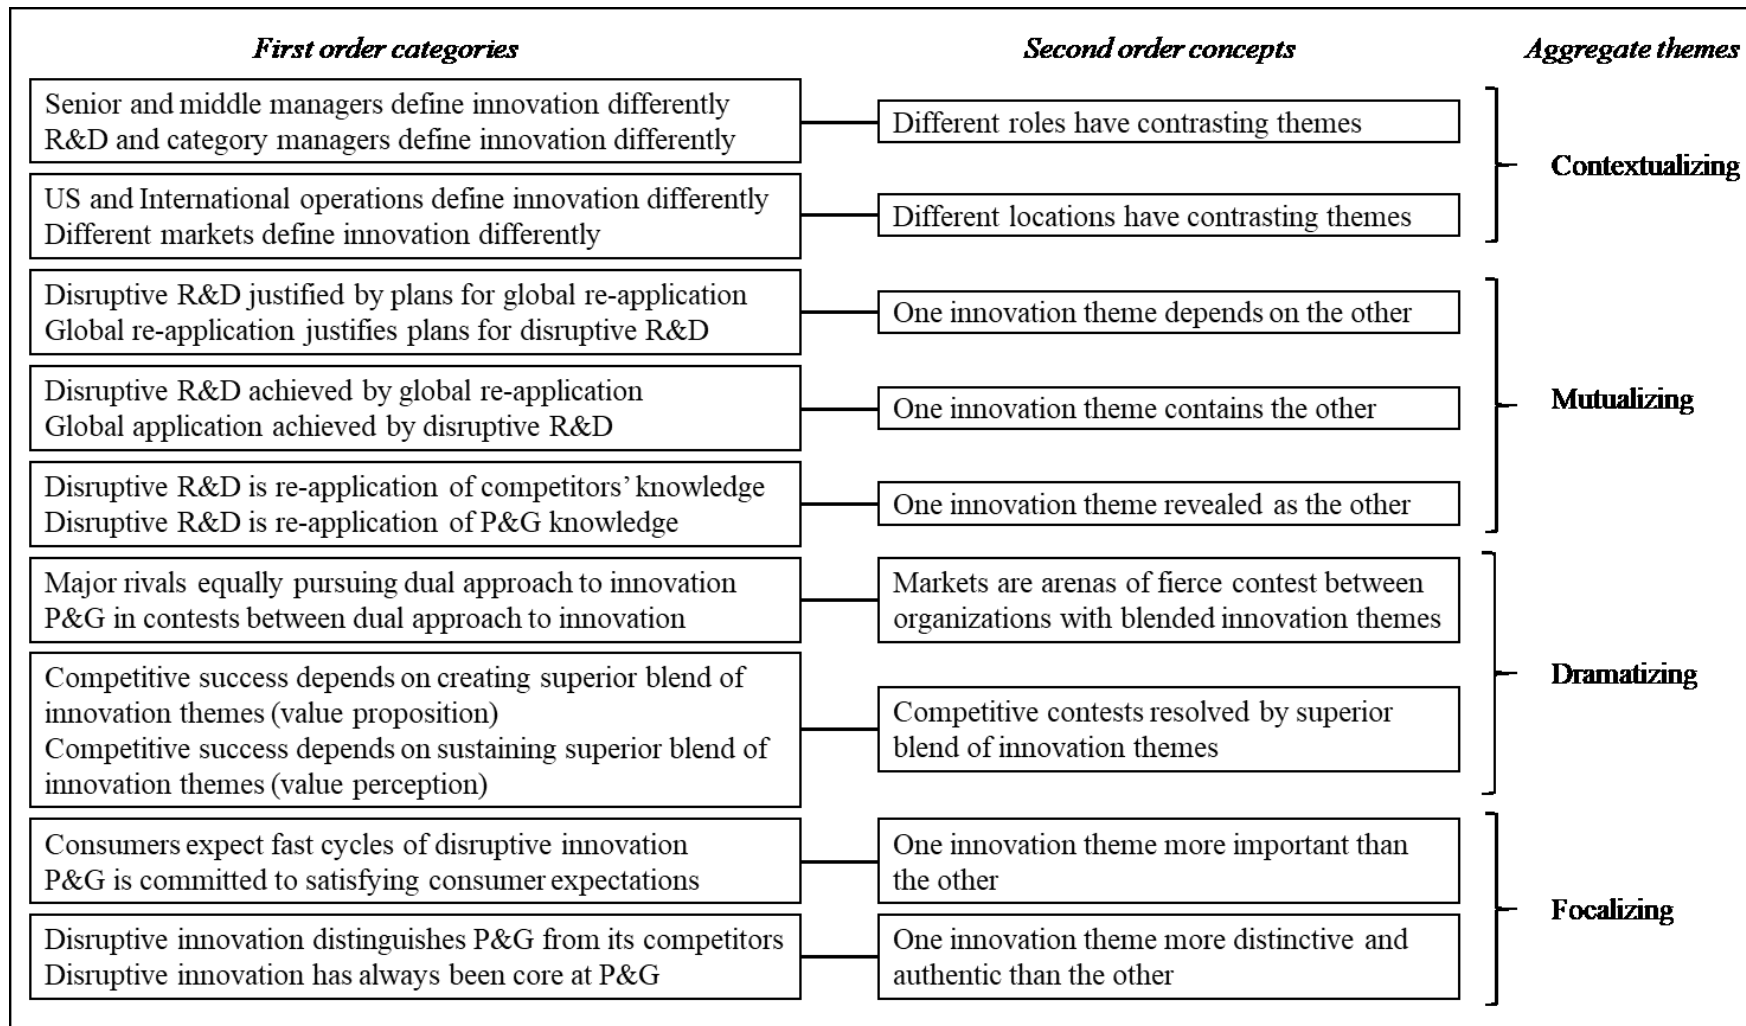 First order categories
Second order concepts
Aggregate themes
Senior and middle managers define innovation differently
R&D and category managers define innovation differently
Different roles have contrasting themes
US and International operations define innovation differently
Different markets define innovation differently
Different locations have contrasting themes
Contextualizing
Disruptive R&D justified by plans for global re-application
Global re-application justifies plans for disruptive R&D
One innovation theme depends on the other
Disruptive R&D achieved by global re-application
Global application achieved by disruptive R&D
One innovation theme contains the other
Disruptive R&D is re-application of competitors’ knowledge
Disruptive R&D is re-application of P&G knowledge
One innovation theme revealed as the other
Mutualizing
Major rivals equally pursuing dual approach to innovation
P&G in contests between dual approach to innovation
Markets are arenas of fierce contest between
organizations with blended innovation themes
Competitive success depends on creating superior blend of
innovation themes (value proposition)
Competitive success depends on sustaining superior blend of
innovation themes (value perception)
Competitive contests resolved by superior
blend of innovation themes
Dramatizing
Consumers expect fast cycles of disruptive innovation
P&G is committed to satisfying consumer expectations
One innovation theme more important than
the other
Disruptive innovation distinguishes P&G from its competitors
Disruptive innovation has always been core at P&G
One innovation theme more distinctive and
authentic than the other
Focalizing